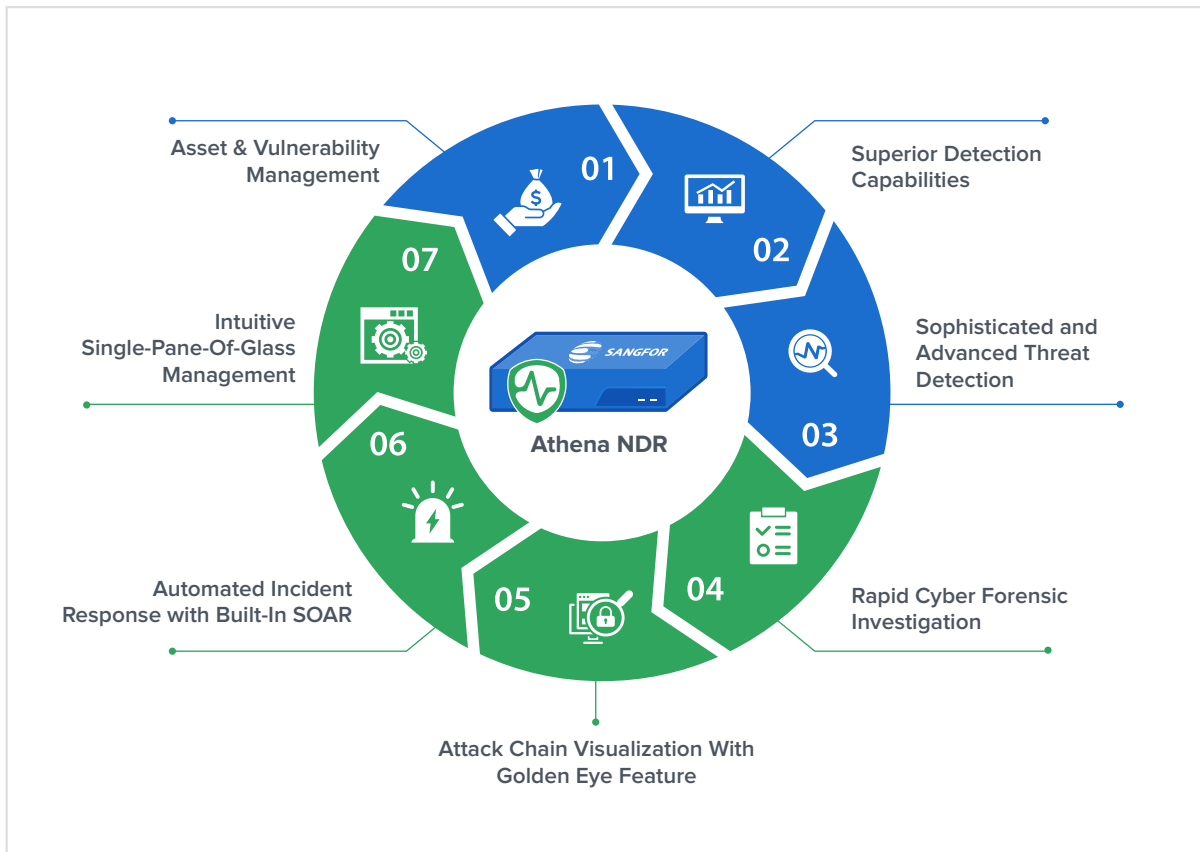 01
Asset & Vulnerability
Management
02
Superior Detection
Capabilities
03
Sophisticated and
Advanced Threat
Detection
04
Rapid Cyber Forensic
Investigation
05
Attack Chain Visualization With
Golden Eye Feature
06
Automated Incident
Response with Built-In SOAR
07
Intuitive
Single-Pane-Of-Glass
Management
$
SANGFOR
Athena NDR